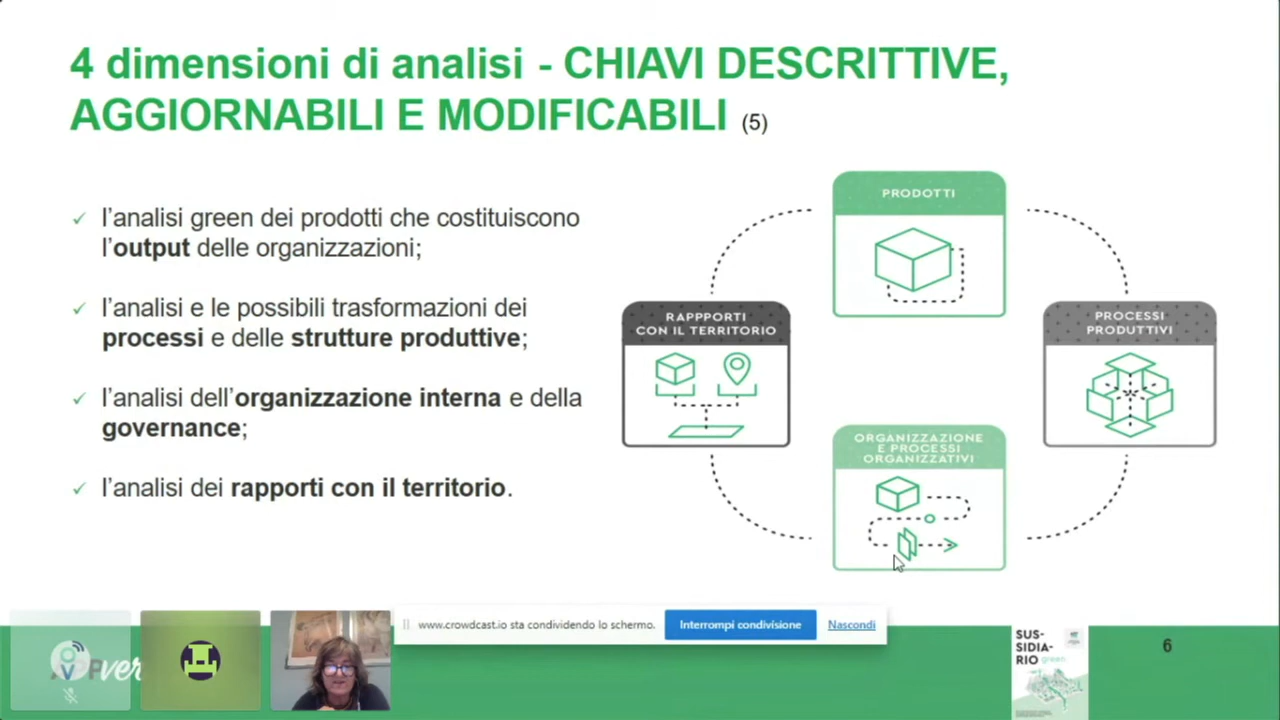 4 dimensioni di analisi - CHIAVI DESCRITTIVE,
AGGIORNABILI E MODIFICABILI (5)
l'analisi green dei prodotti che costituiscono
l'output delle organizzazioni;
l'analisi e le possibili trasformazioni dei
processi e delle strutture produttive;
l'analisi dell'organizzazione interna e della
governance;
l'analisi dei rapporti con il territorio.
PRODOTTI
RAPPPORTI
CON IL TERRITORIO
PROCESSI
PRODUTTIVI
ORGANIZZAZIONE
E PROCESSI
ORGANIZZATIVI
www.crowdcast.io sta condividendo lo schermo.
Interrompi condivisione
Nascondi
SUS-
SIDIA-
RIO green
6